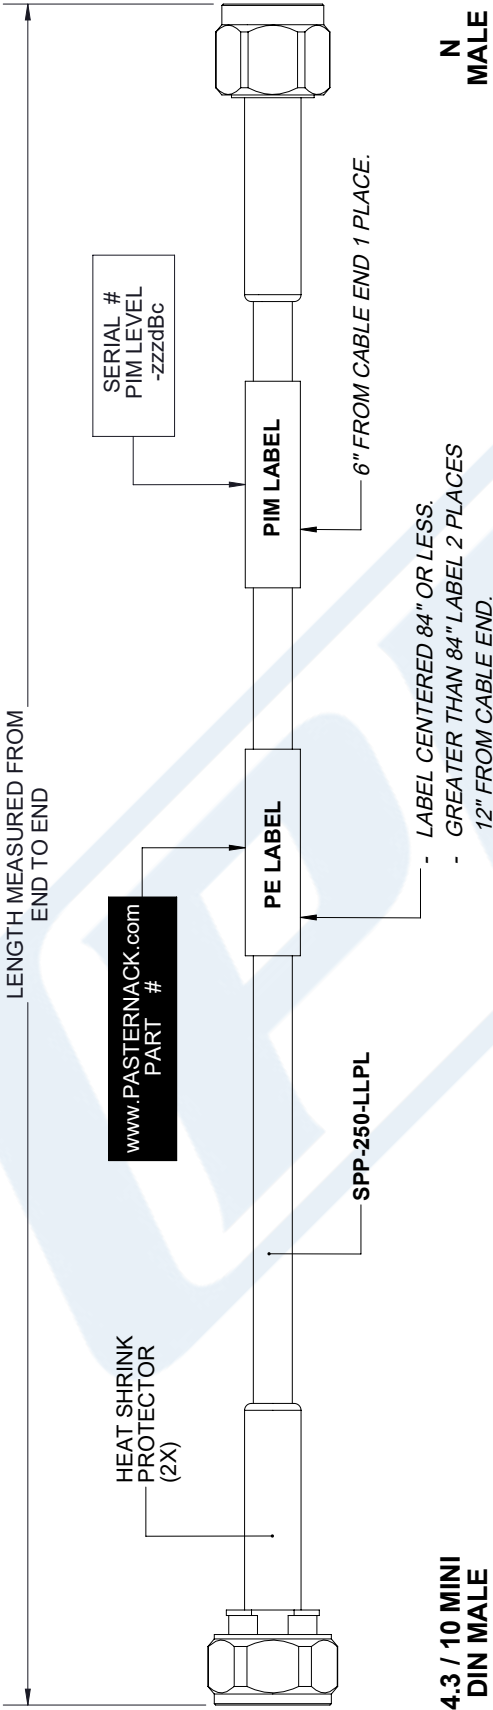 LENGTH MEASURED FROM
END TO END
HEAT SHRINK
PROTECTOR
(2X)
www.PASTERNACK.com
PART #
SERIAL #
PIM LEVEL
-zzzdBc
PE LABEL
PIM LABEL
SPP-250-LLPL
6" FROM CABLE END 1 PLACE.
- LABEL CENTERED 84" OR LESS.
- GREATER THAN 84" LABEL 2 PLACES
12" FROM CABLE END.
4.3 / 10 MINI
DIN MALE
N
MALE